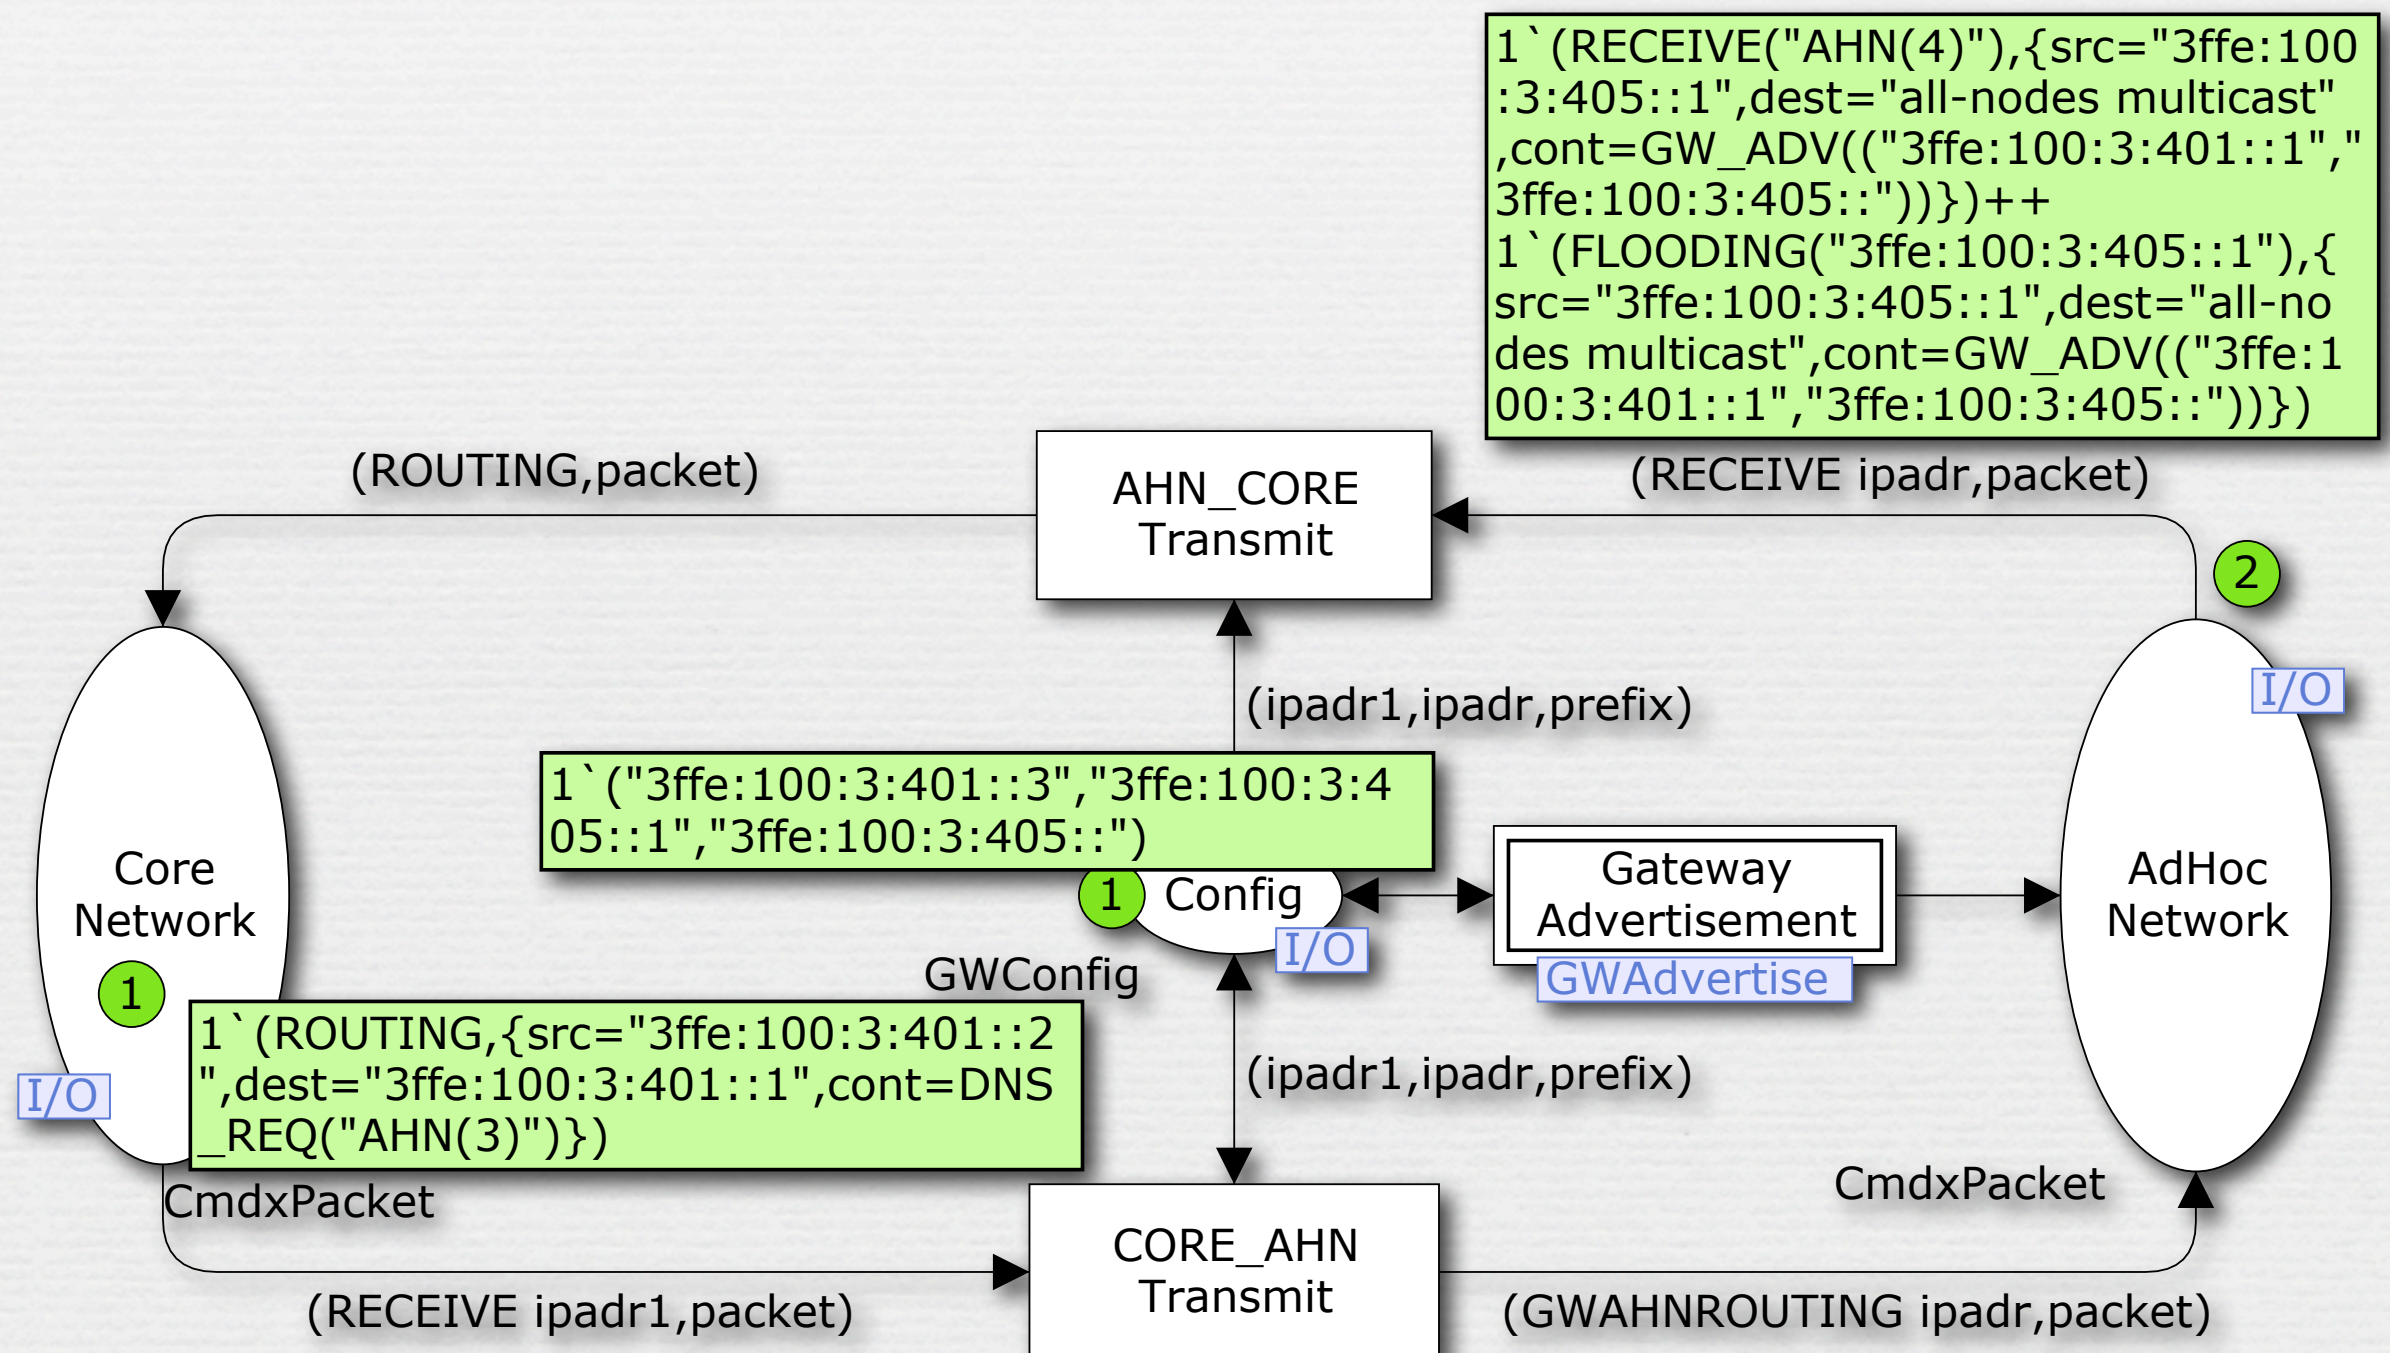 1`(RECEIVE("AHN(4)"),{src="3ffe:100
:3:405::1",dest="all-nodes multicast"
,cont=GW_ADV(("3ffe:100:3:401::1","
3ffe:100:3:405::"))})++
1`(FLOODING("3ffe:100:3:405::1"),{
src="3ffe:100:3:405::1",dest="all-no
des multicast",cont=GW_ADV(("3ffe:1
00:3:401::1","3ffe:100:3:405::"))})
(ROUTING,packet)
AHN_CORE
Transmit
(RECEIVE ipadr,packet)
2
I/O
(ipadr1,ipadr,prefix)
1`("3ffe:100:3:401::3","3ffe:100:3:4
05::1","3ffe:100:3:405::")
Core
Network
1
Config
I/O
GWConfig
Gateway
Advertisement
GWAdvertise
AdHoc
Network
1
1`(ROUTING,{src="3ffe:100:3:401::2
",dest="3ffe:100:3:401::1",cont=DNS
_REQ("AHN(3)")})
I/O
(ipadr1,ipadr,prefix)
CmdxPacket
CmdxPacket
CORE_AHN
Transmit
(RECEIVE ipadr1,packet)
(GWAHNROUTING ipadr,packet)